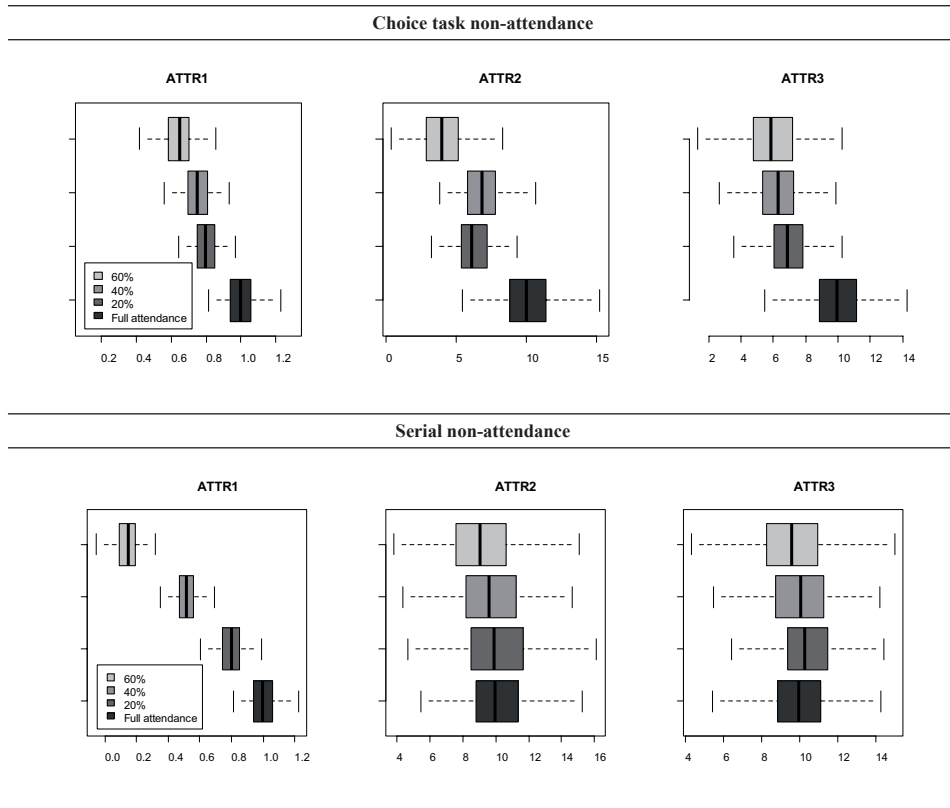 Choice task non-attendance
ATTR1 ATTR2 ATTR3
60%
40%
20%
Full attendance
0.2 0.4 0.6 0.8 1.0 1.2 0 5 10 15 2 4 6 8 10 12 14
Serial non-attendance
ATTR1 ATTR2 ATTR3
60%
40%
20%
Full attendance
0.0 0.2 0.4 0.6 0.8 1.0 1.2 4 6 8 10 12 14 16 4 6 8 10 12 14